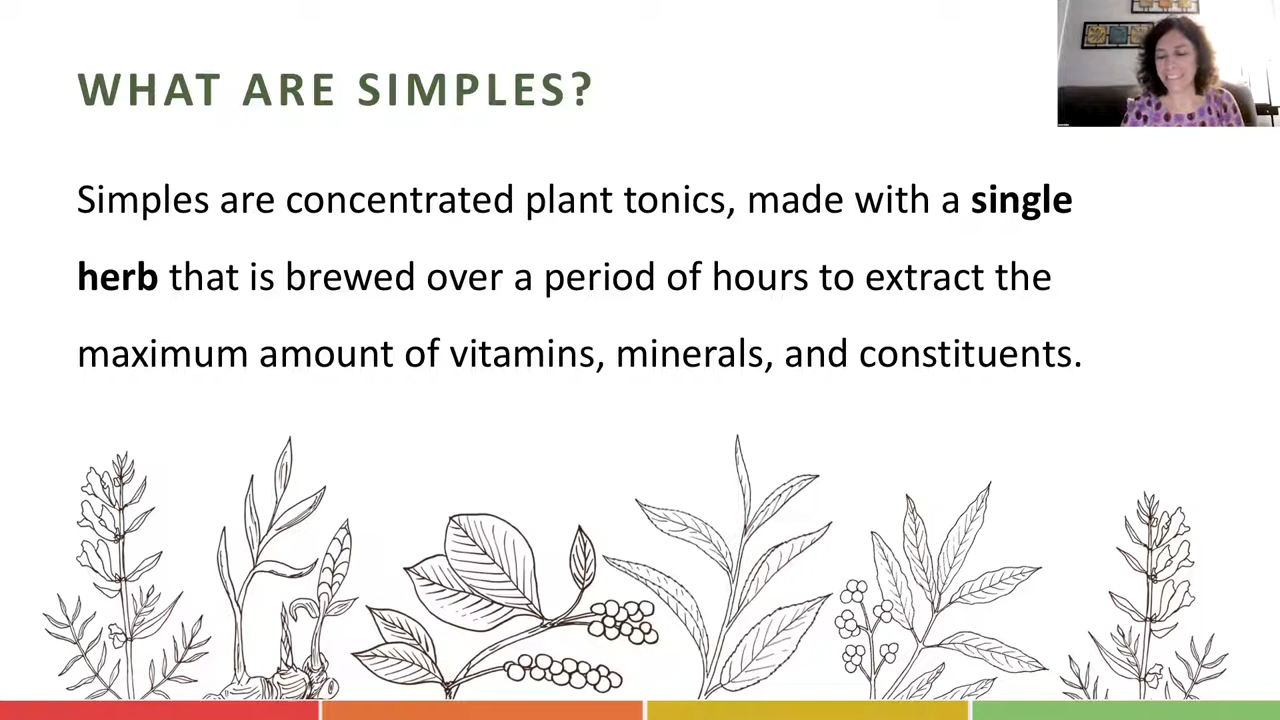 WHAT ARE SIMPLES?
Simples are concentrated plant tonics, made with a single
herb that is brewed over a period of hours to extract the
maximum amount of vitamins, minerals, and constituents.